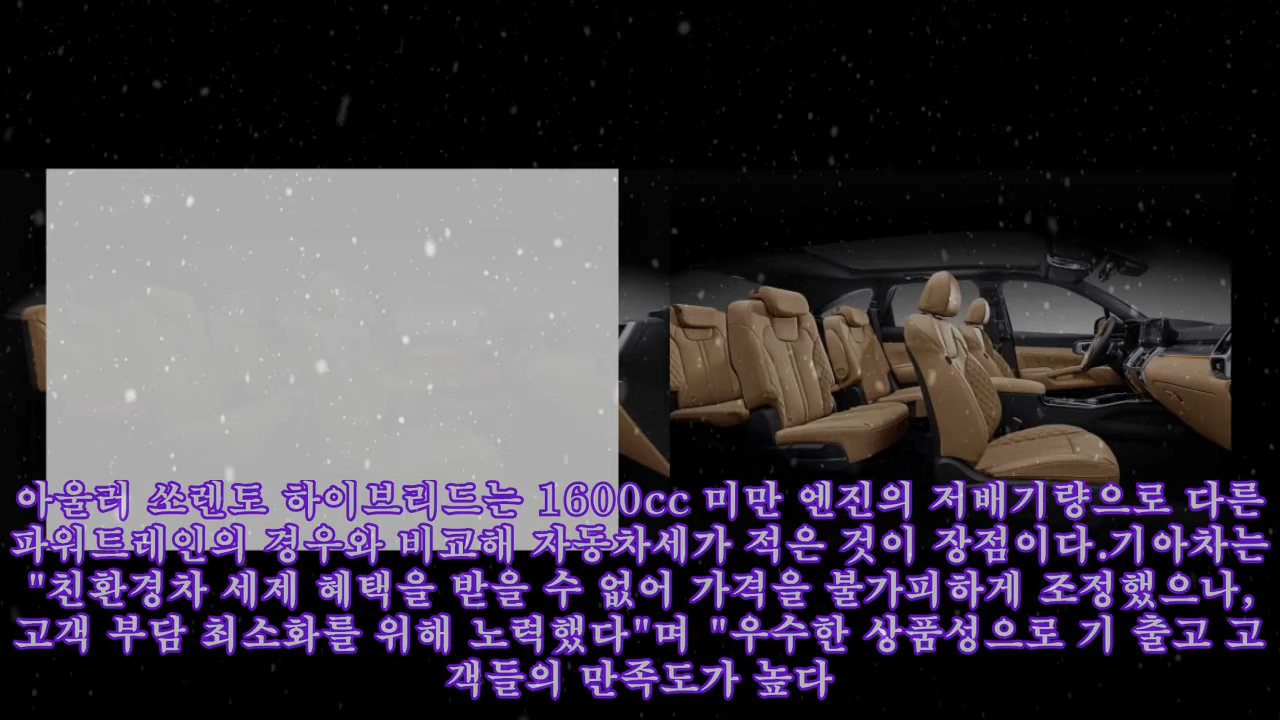 아울러 쏘렌토 하이브리드는 1600cc 미만 엔진의 저배기량으로 다른
파워트레인의 경우와 비교해 자동차세가 적은 것이 장점이다.기아차는
"친환경차 세제 혜택을 받을 수 없어 가격을 불가피하게 조정했으나,
고객 부담 최소화를 위해 노력했다"며 "우수한 상품성으로 기 출고 고
객들의 만족도가 높다